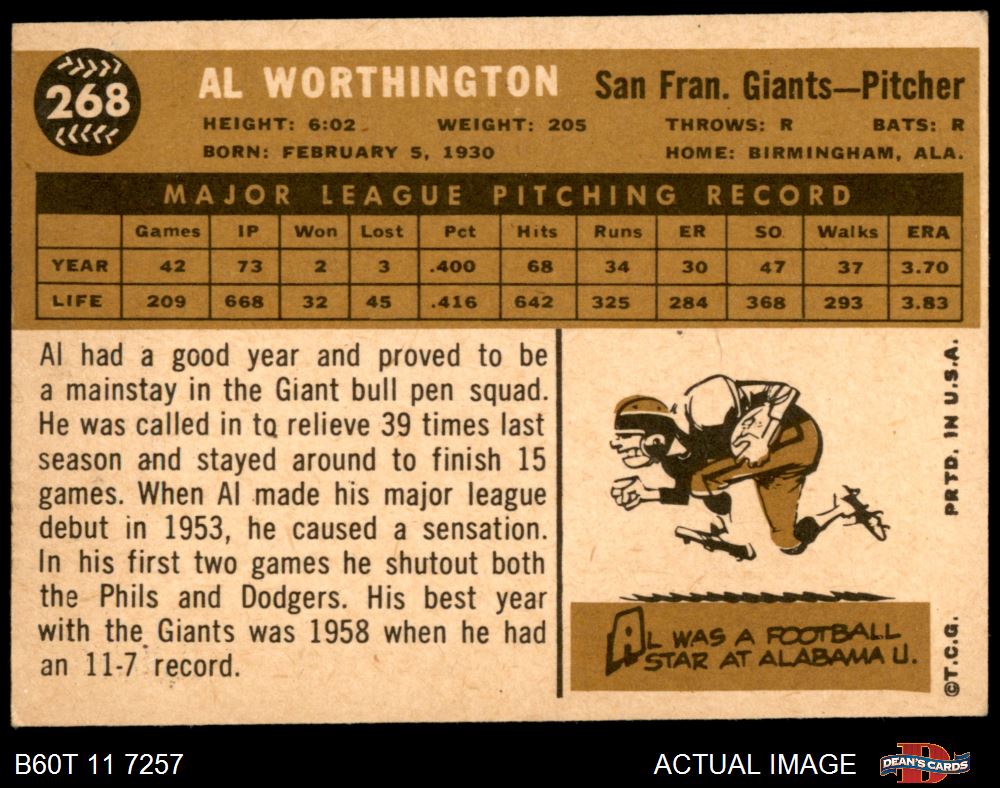 268
AL WORTHINGTON San Fran. Giants—Pitcher
HEIGHT: 6:02 WEIGHT: 205 THROWS: R BATS: R
BORN: FEBRUARY 5, 1930 HOME: BIRMINGHAM, ALA.
MAJOR LEAGUE PITCHING RECORD
Games IP Won Lost Pct Hits Runs ER SO Walks ERA
YEAR 42 73 2 3 .400 68 34 30 47 37 3.70
LIFE 209 668 32 45 .416 642 325 284 368 293 3.83
Al had a good year and proved to be
a mainstay in the Giant bull pen squad.
He was called in to relieve 39 times last
season and stayed around to finish 15
games. When Al made his major league
debut in 1953, he caused a sensation.
In his first two games he shutout both
the Phils and Dodgers. His best year
with the Giants was 1958 when he had
an 11-7 record.
AL WAS A FOOTBALL
STAR AT ALABAMA U.
©T.C.G. PRTD. IN U.S.A.
B60T 11 7257 ACTUAL IMAGE
DEAN'S CARDS